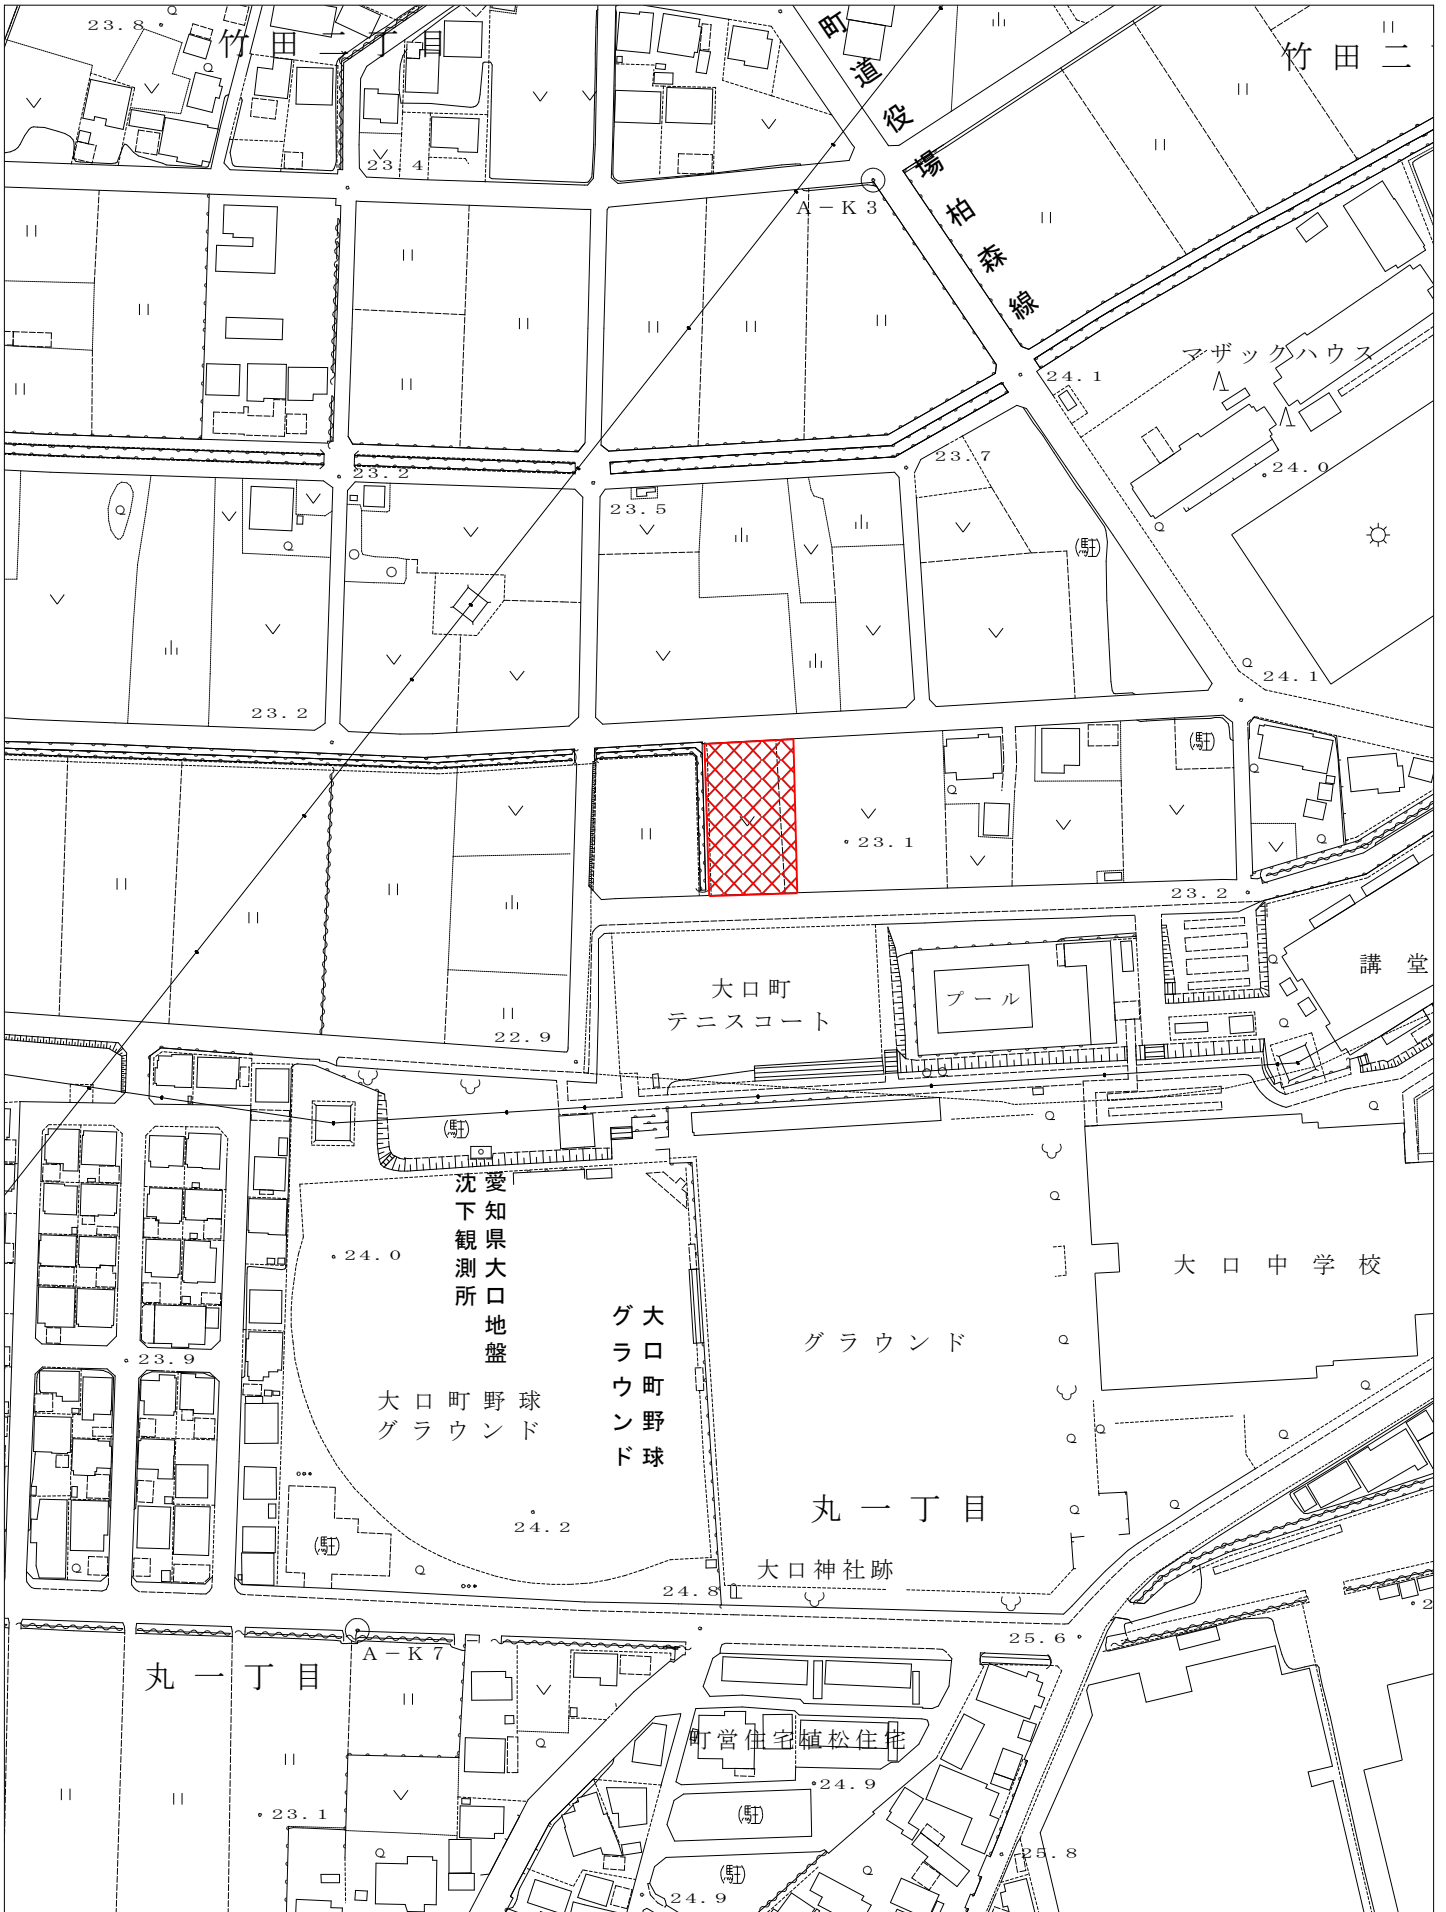 23.8
竹田二丁目
町道役場柏森線
竹田二
23.4
A-K3
マザックハウス
24.1
23.2
23.7
24.0
23.5
(駐)
24.1
23.2
(駐)
23.1
23.2
大口町
テニスコート
プール
講堂
22.9
(駐)
愛知県大口地盤
沈下観測所
24.0
大口中学校
大口町野球
グラウンド
グラウンド
23.9
大口町野球
グラウンド
24.2
丸一丁目
(駐)
大口神社跡
24.8
25.6
A-K7
丸一丁目
町営住宅植松住宅
24.9
23.1
(駐)
25.8
(駐)
24.9